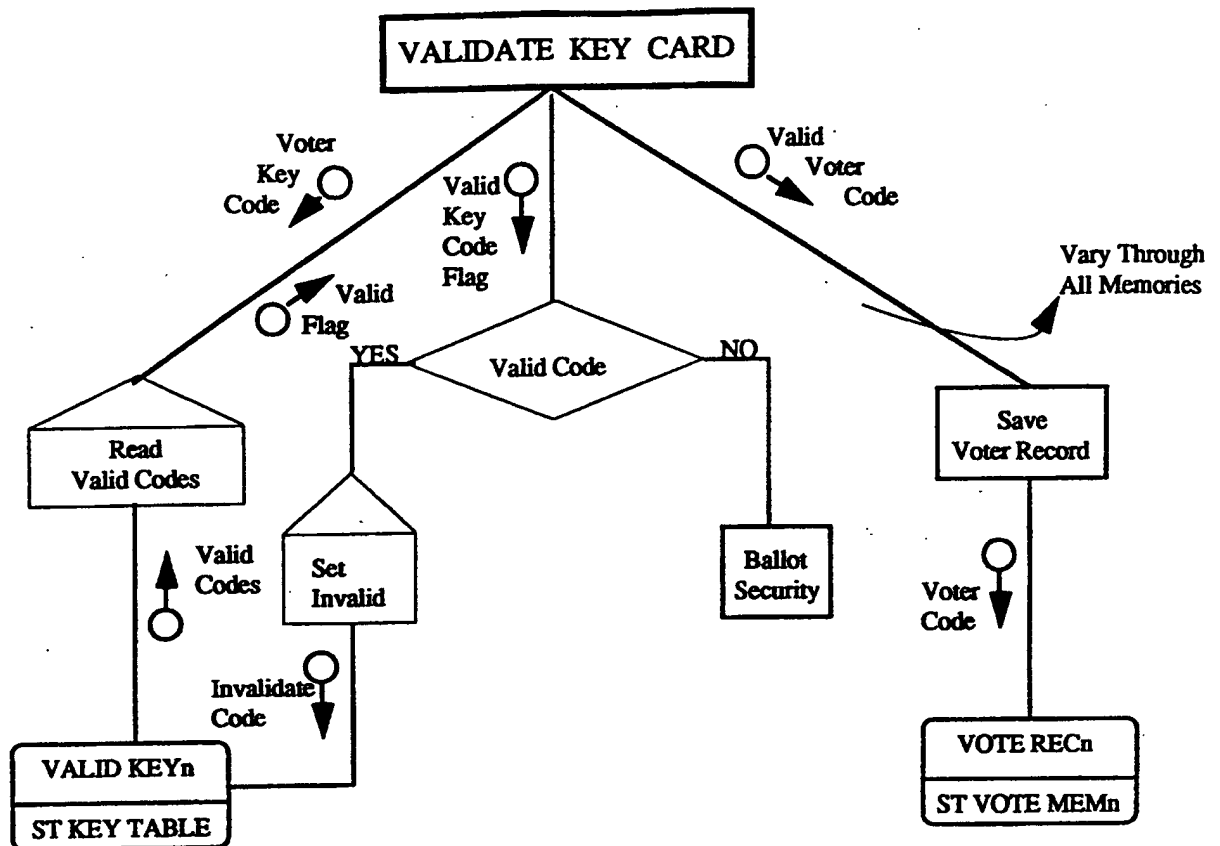 VALIDATE KEY CARD
Voter
Key
Code
Valid
Key
Code
Flag
Valid
Voter
Code
Vary Through
All Memories
Valid
Flag
YES
Valid Code
NO
Read
Valid Codes
Save
Voter Record
Valid
Codes
Set
Invalid
Ballot
Security
Voter
Code
Invalidate
Code
VALID KEYn
ST KEY TABLE
VOTE RECn
ST VOTE MEMn